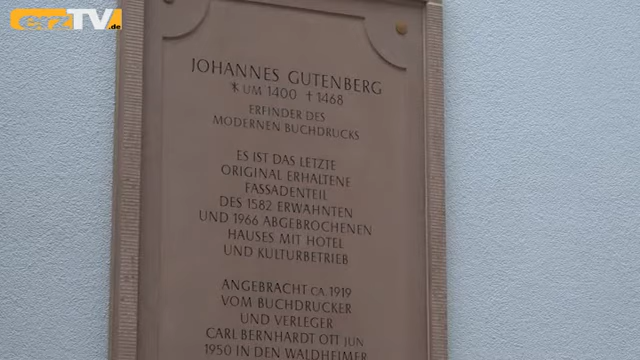 erzTV.de
JOHANNES GUTENBERG
* UM 1400 † 1468
ERFINDER DES
MODERNEN BUCHDRUCKS
ES IST DAS LETZTE
ORIGINAL ERHALTENE
FASSADENTEIL
DES 1582 ERWÄHNTEN
UND 1966 ABGEBROCHENEN
HAUSES MIT HOTEL
UND KULTURBETRIEB
ANGEBRACHT CA. 1919
VOM BUCHDRUCKER
UND VERLEGER
CARL BERNHARDT OTT JUN
1950 IN DEN WALDHEIMER